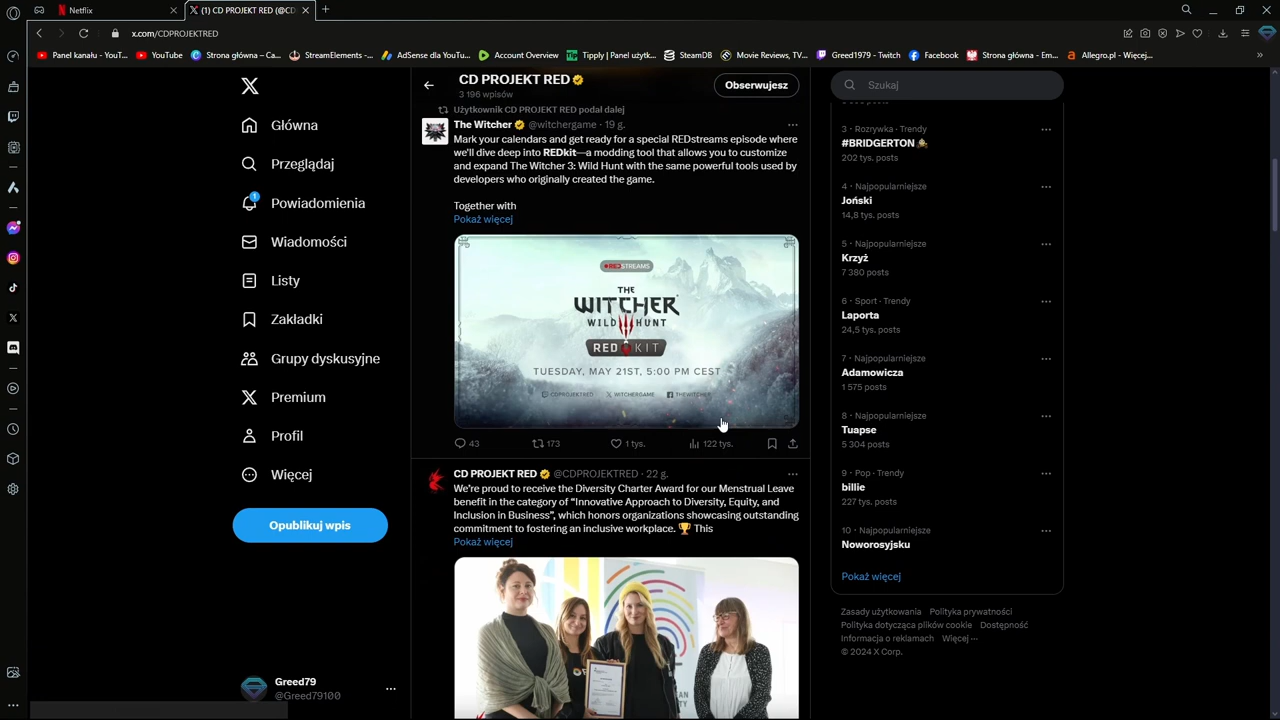 Netflix
(1) CD PROJEKT RED (@CD
x.com/CDPROJEKTRED
Panel kanału - YouT...
YouTube
Strona główna – Ca...
StreamElements -...
AdSense dla YouTu...
Account Overview
Tipply | Panel użytk...
SteamDB
Movie Reviews, TV...
Greed1979 - Twitch
Facebook
Strona główna - Em...
Allegro.pl - Więcej...
Główna
Przeglądaj
1
Powiadomienia
Wiadomości
Listy
Zakładki
Grupy dyskusyjne
Premium
Profil
Więcej
Opublikuj wpis
Greed79
@Greed79100
CD PROJEKT RED
3 196 wpisów
Obserwujesz
Użytkownik CD PROJEKT RED podał dalej
The Witcher @witchergame · 19 g.
Mark your calendars and get ready for a special REDstreams episode where
we'll dive deep into REDkit—a modding tool that allows you to customize
and expand The Witcher 3: Wild Hunt with the same powerful tools used by
developers who originally created the game.
Together with
Pokaż więcej
REDSTREAMS
THE
WITCHER
WILD HUNT
REDKIT
TUESDAY, MAY 21ST, 5:00 PM CEST
CDPROJEKTRED WITCHERGAME THEWITCHER
43 173 1 tys. 122 tys.
CD PROJEKT RED @CDPROJEKTRED · 22 g.
We're proud to receive the Diversity Charter Award for our Menstrual Leave
benefit in the category of "Innovative Approach to Diversity, Equity, and
Inclusion in Business", which honors organizations showcasing outstanding
commitment to fostering an inclusive workplace. 🏆 This
Pokaż więcej
Szukaj
3 · Rozrywka · Trendy
#BRIDGERTON
202 tys. posts
4 · Najpopularniejsze
Joński
14,8 tys. posts
5 · Najpopularniejsze
Krzyż
7 380 posts
6 · Sport · Trendy
Laporta
24,5 tys. posts
7 · Najpopularniejsze
Adamowicza
1 575 posts
8 · Najpopularniejsze
Tuapse
5 304 posts
9 · Pop · Trendy
billie
227 tys. posts
10 · Najpopularniejsze
Noworosyjsku
Pokaż więcej
Zasady użytkowania Polityka prywatności
Polityka dotycząca plików cookie Dostępność
Informacja o reklamach Więcej ···
© 2024 X Corp.